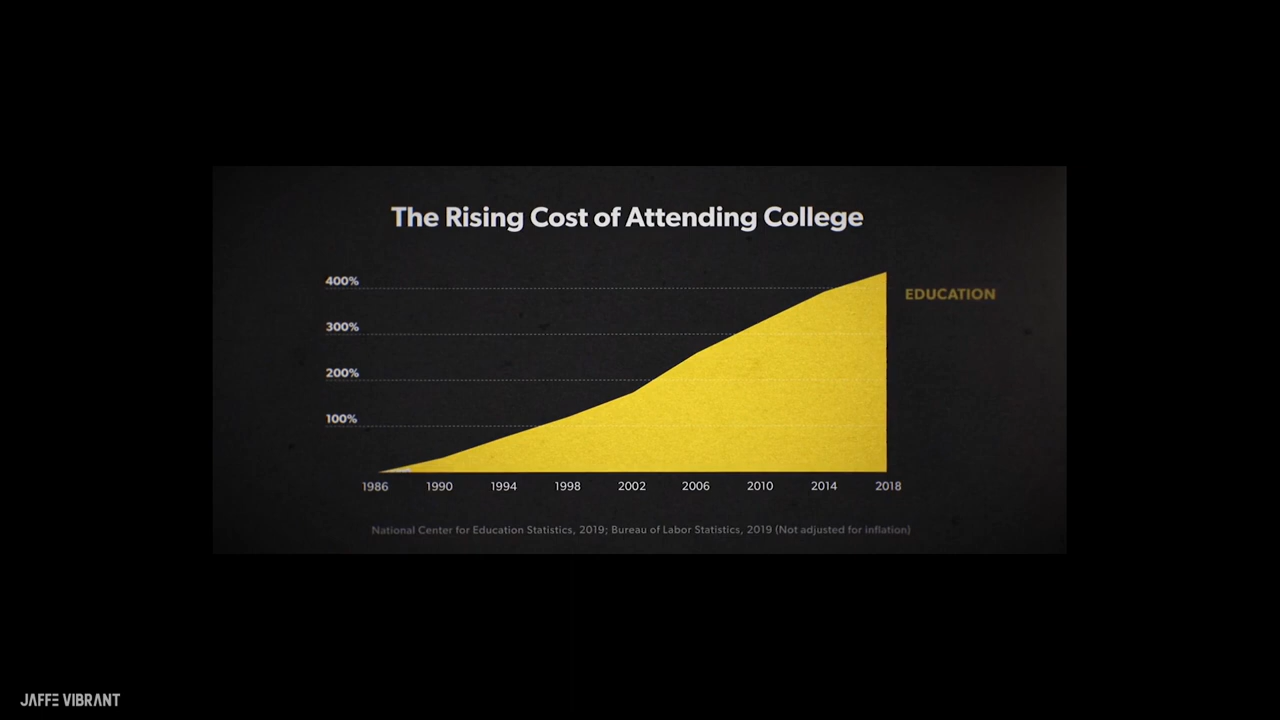 The Rising Cost of Attending College
400%
EDUCATION
300%
200%
100%
1986 1990 1994 1998 2002 2006 2010 2014 2018
National Center for Education Statistics, 2019; Bureau of Labor Statistics, 2019 (Not adjusted for inflation)
JAFFE VIBRANT